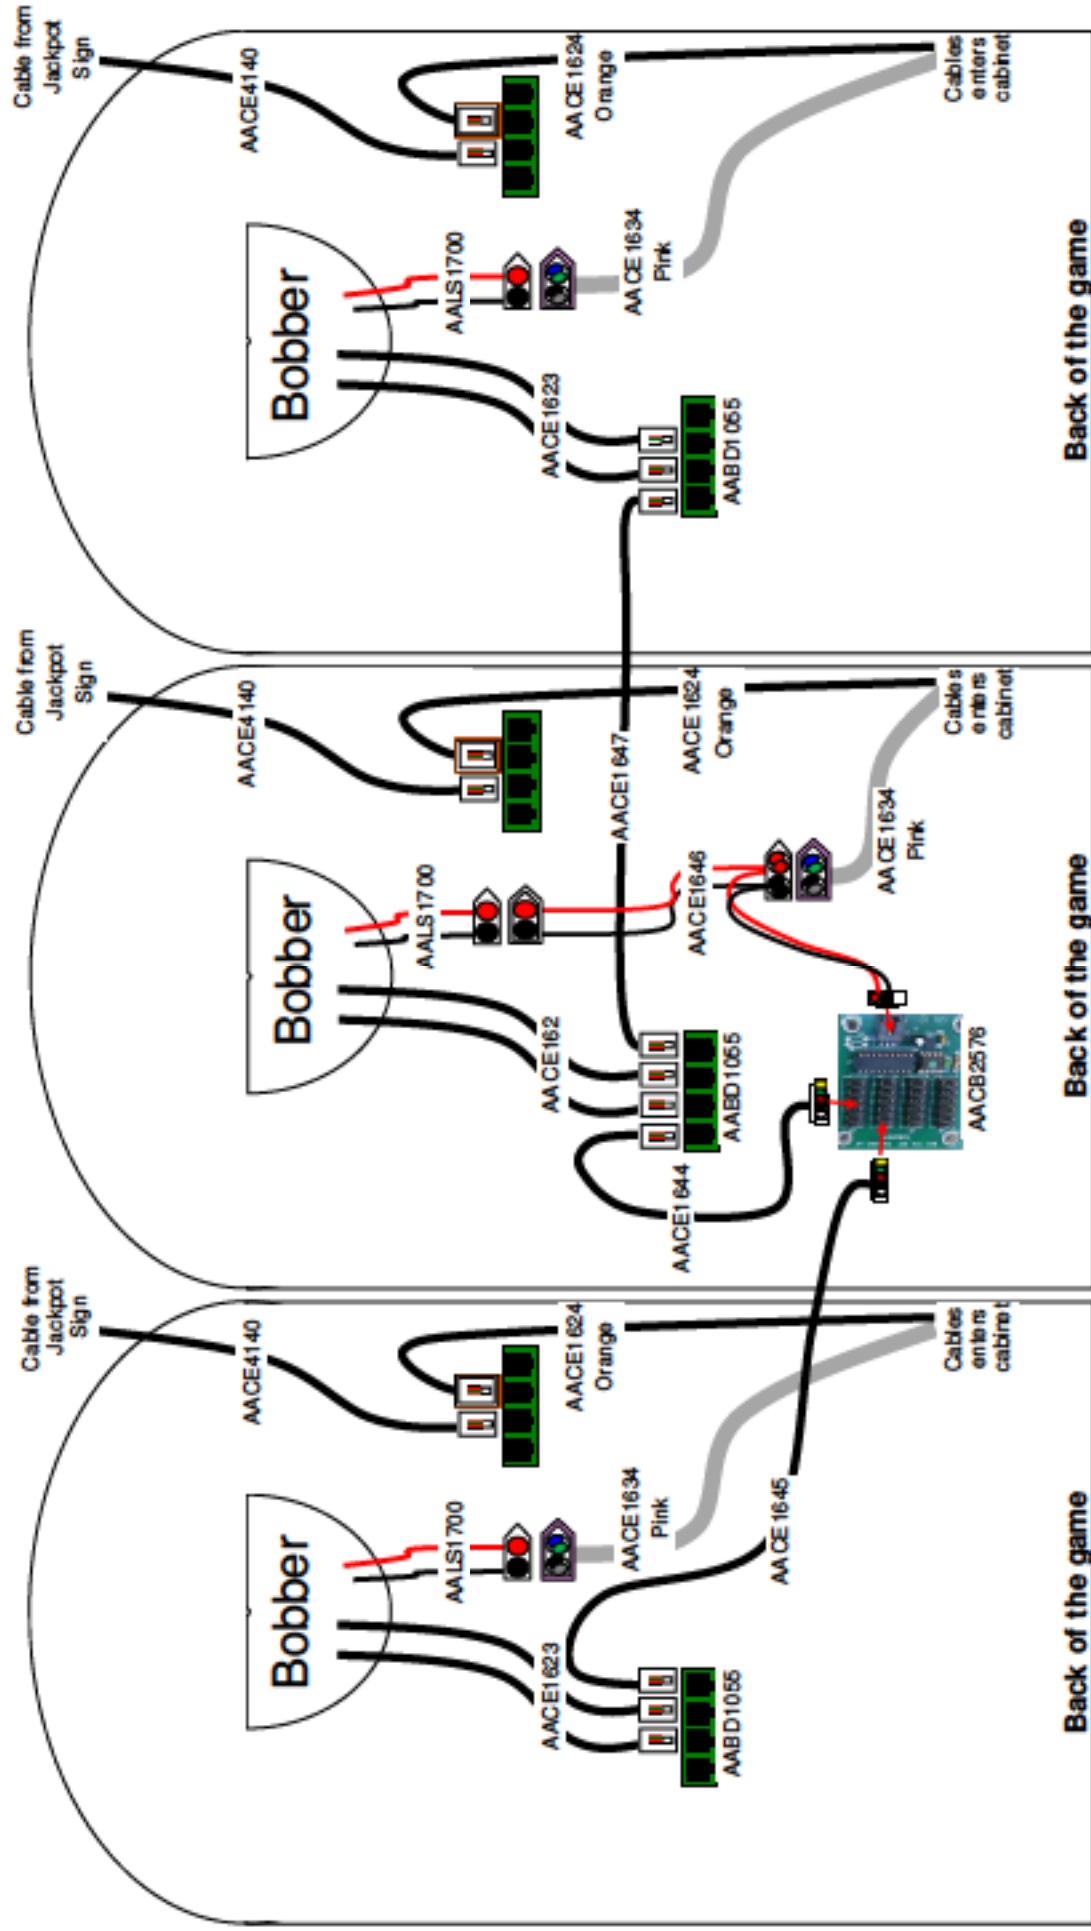 Cable from
Jackpot
Sign
AACE4140
Bobber
AALS1700
AACE1623
AACE1624
Orange
AACE1634
Pink
AABD1055
AACE1645
Cables
enters
cabinet
Back of the game
Cable from
Jackpot
Sign
AACE4140
Bobber
AALS1700
AACE162
AACE1647
AACE1644
AACE1646
AACE1624
Orange
AABD1055
AACE1634
Pink
AACB2576
Cables
enters
cabinet
Back of the game
Cable from
Jackpot
Sign
AACE4140
Bobber
AALS1700
AACE1623
AACE1624
Orange
AACE1634
Pink
AABD1055
Cables
enters
cabinet
Back of the game